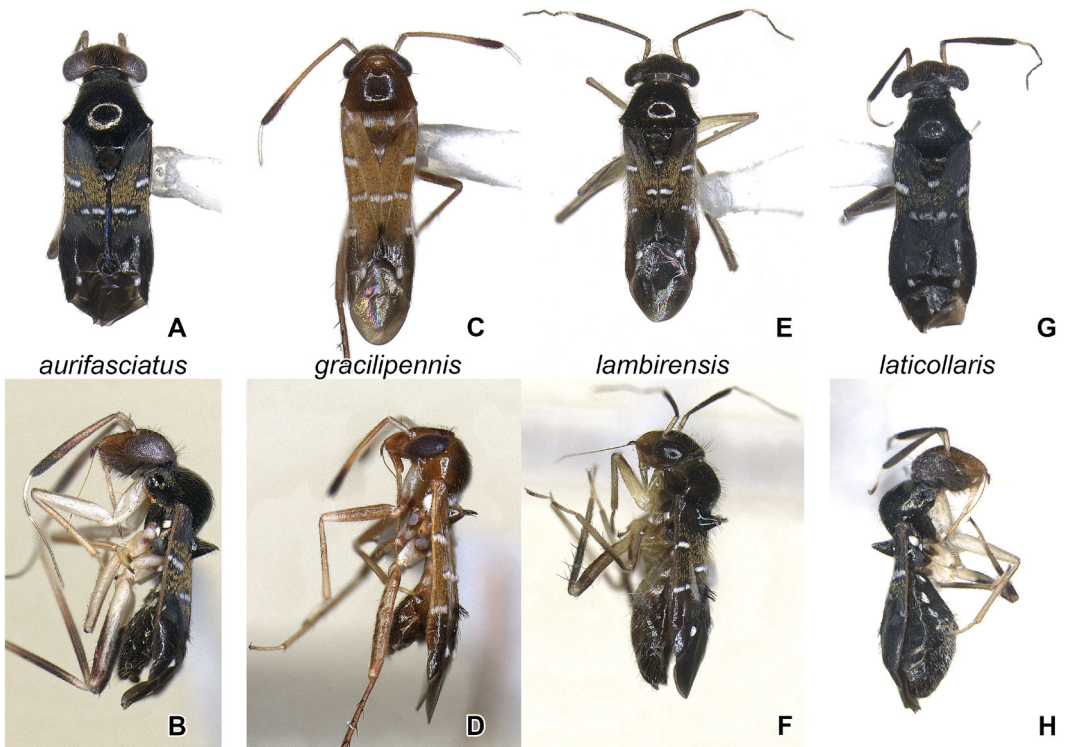 A
C
E
G
aurifasciatus
gracilipennis
lambirensis
laticollaris
B
D
F
H